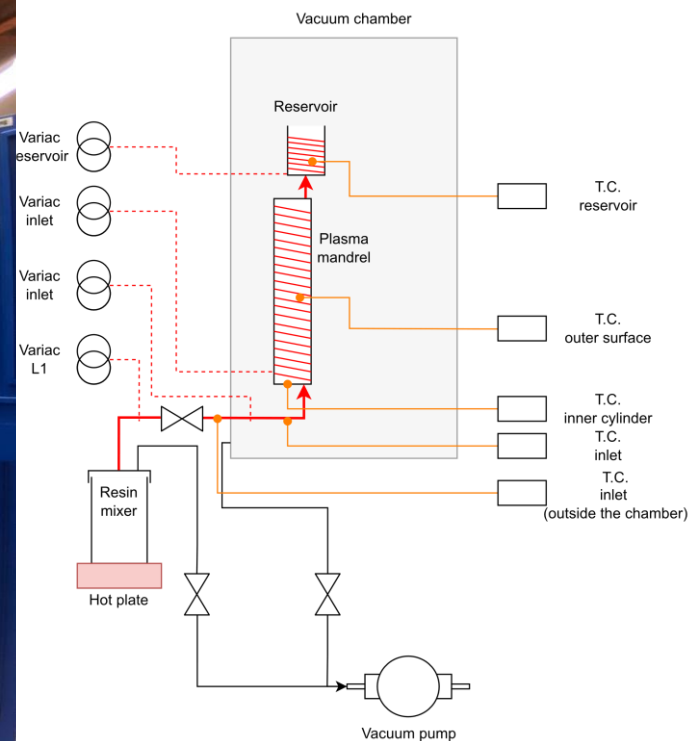 Vacuum chamber
Reservoir
Variac
eservoir
Variac
inlet
Variac
inlet
Variac
L1
Plasma
mandrel
T.C.
reservoir
T.C.
outer surface
T.C.
inner cylinder
T.C.
inlet
T.C.
inlet
(outside the chamber)
Resin
mixer
Hot plate
Vacuum pump